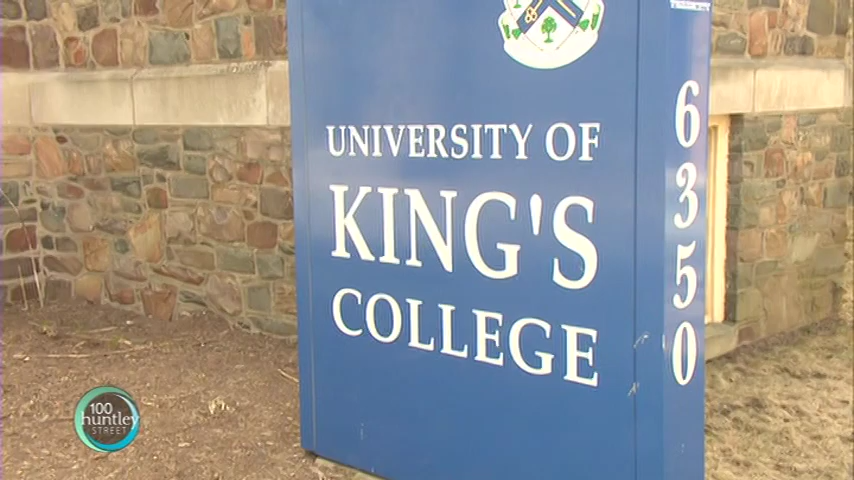 UNIVERSITY OF
KING'S
COLLEGE
6350
100
huntley
STREET